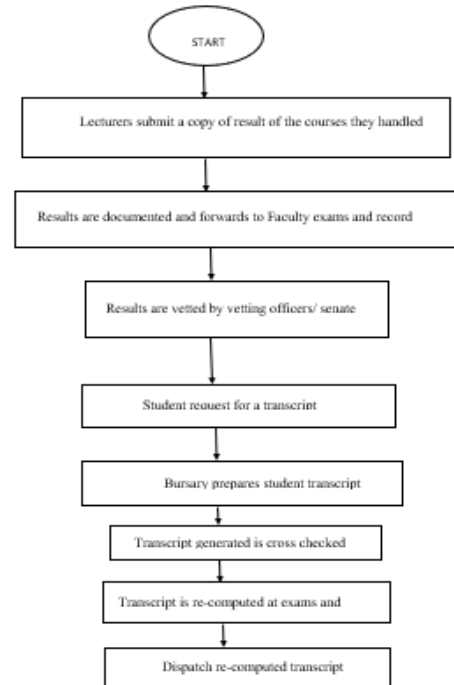 START
Lecturers submit a copy of result of the courses they handled
Results are documented and forwards to Faculty exams and record
Results are vetted by vetting officers/ senate
Student request for a transcript
Bursary prepares student transcript
Transcript generated is cross checked
Transcript is re-computed at exams and
Dispatch re-computed transcript